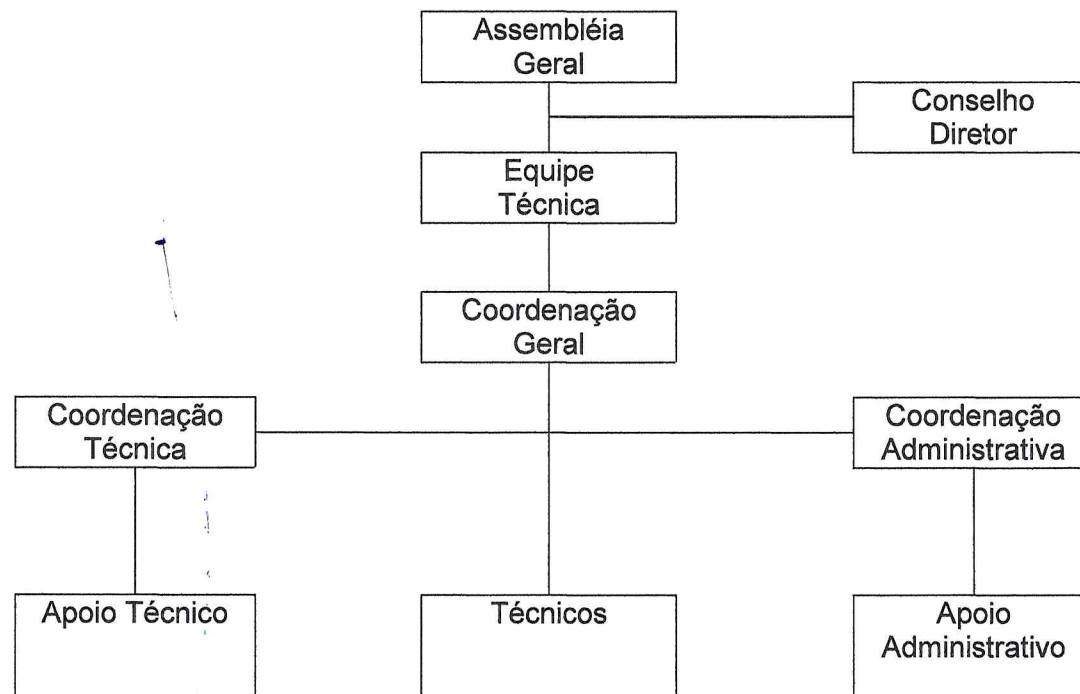 Assembléia
Geral
Conselho
Diretor
Equipe
Técnica
Coordenação
Geral
Coordenação
Técnica
Coordenação
Administrativa
Apoio Técnico
Técnicos
Apoio
Administrativo